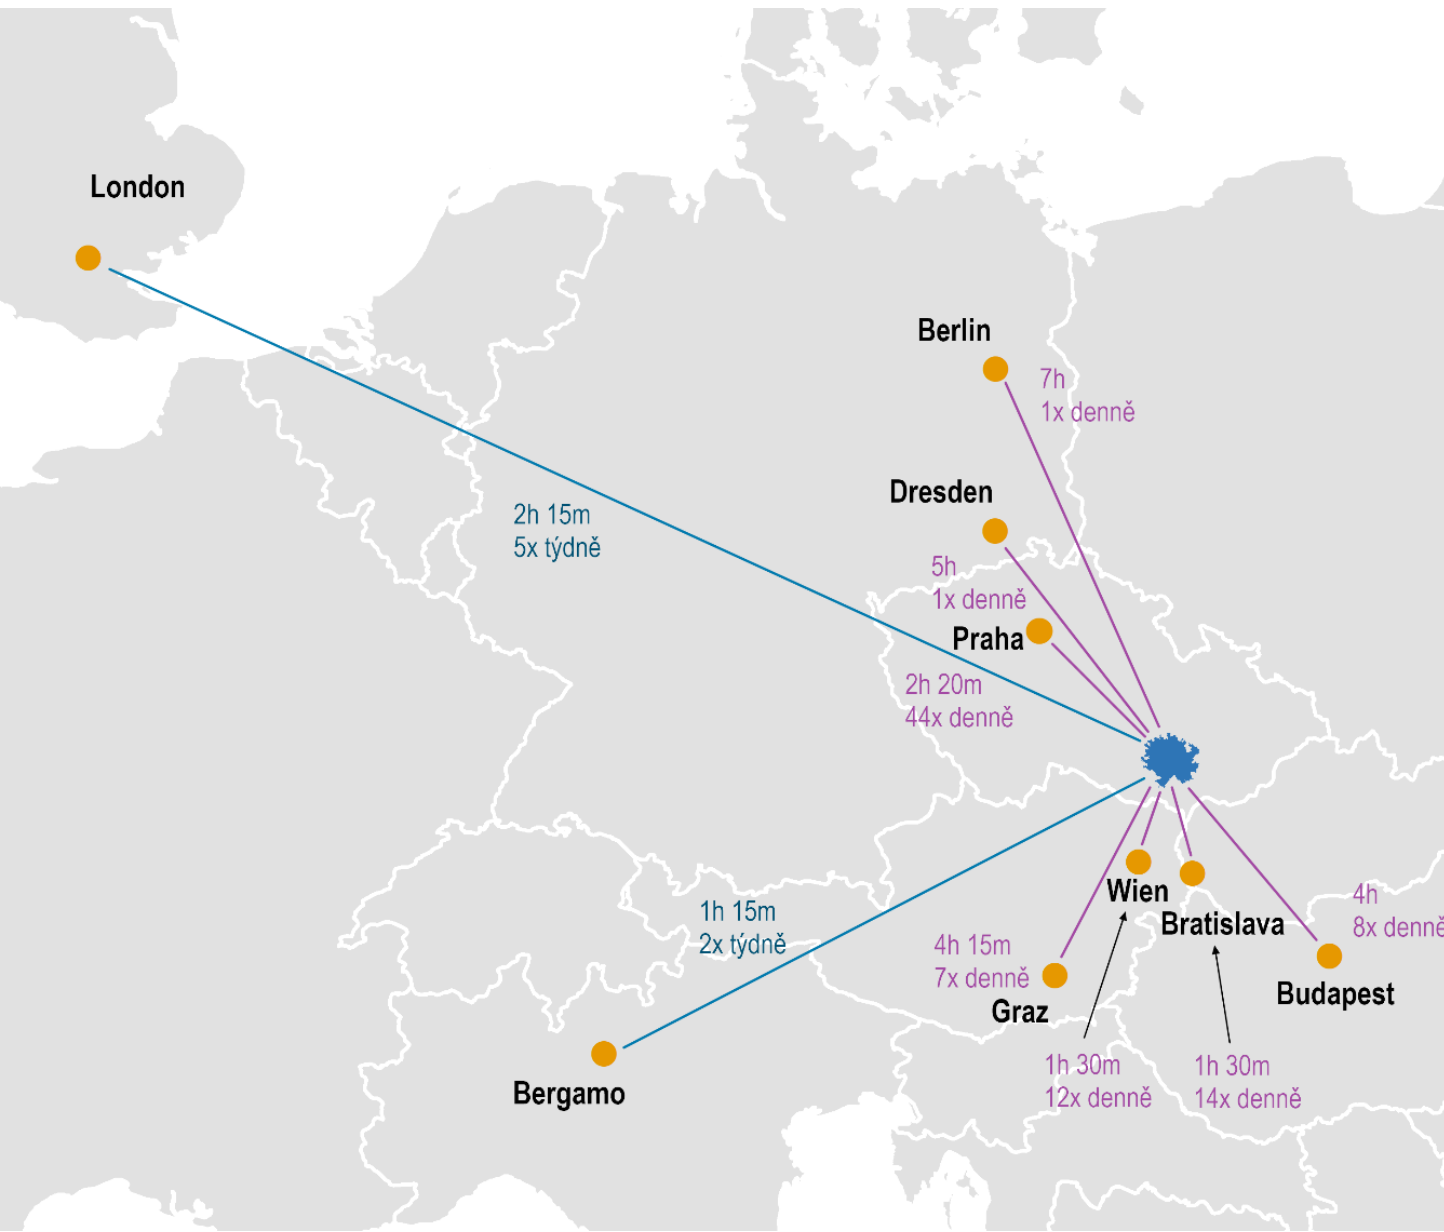 London
Berlin
7h
1x denně
Dresden
2h 15m
5x týdně
5h
1x denně
Praha
2h 20m
44x denně
Wien
Bratislava
1h 15m
2x týdně
4h
8x denně
4h 15m
7x denně
Graz
Budapest
Bergamo
1h 30m
12x denně
1h 30m
14x denně